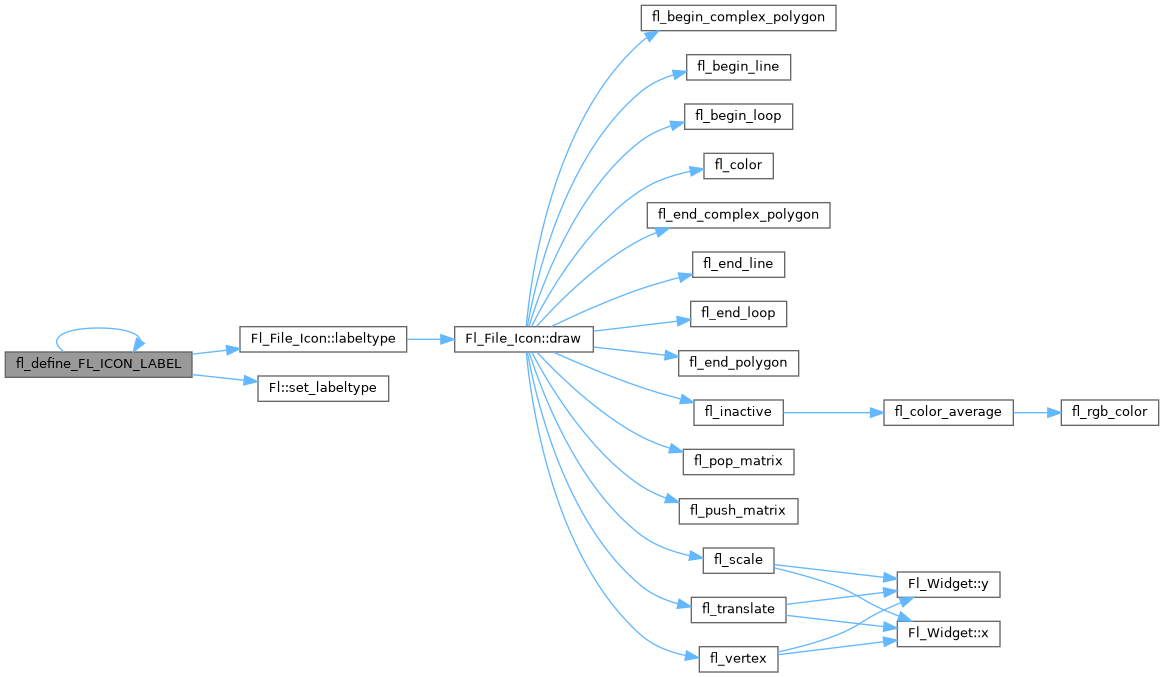 fl_begin_complex_polygon
fl_begin_line
fl_begin_loop
fl_color
fl_end_complex_polygon
fl_end_line
fl_end_loop
fl_define_FL_ICON_LABEL
Fl_File_Icon::labeltype
Fl_File_Icon::draw
fl_end_polygon
Fl::set_labeltype
fl_inactive
fl_color_average
fl_rgb_color
fl_pop_matrix
fl_push_matrix
fl_scale
Fl_Widget::y
fl_translate
Fl_Widget::x
fl_vertex